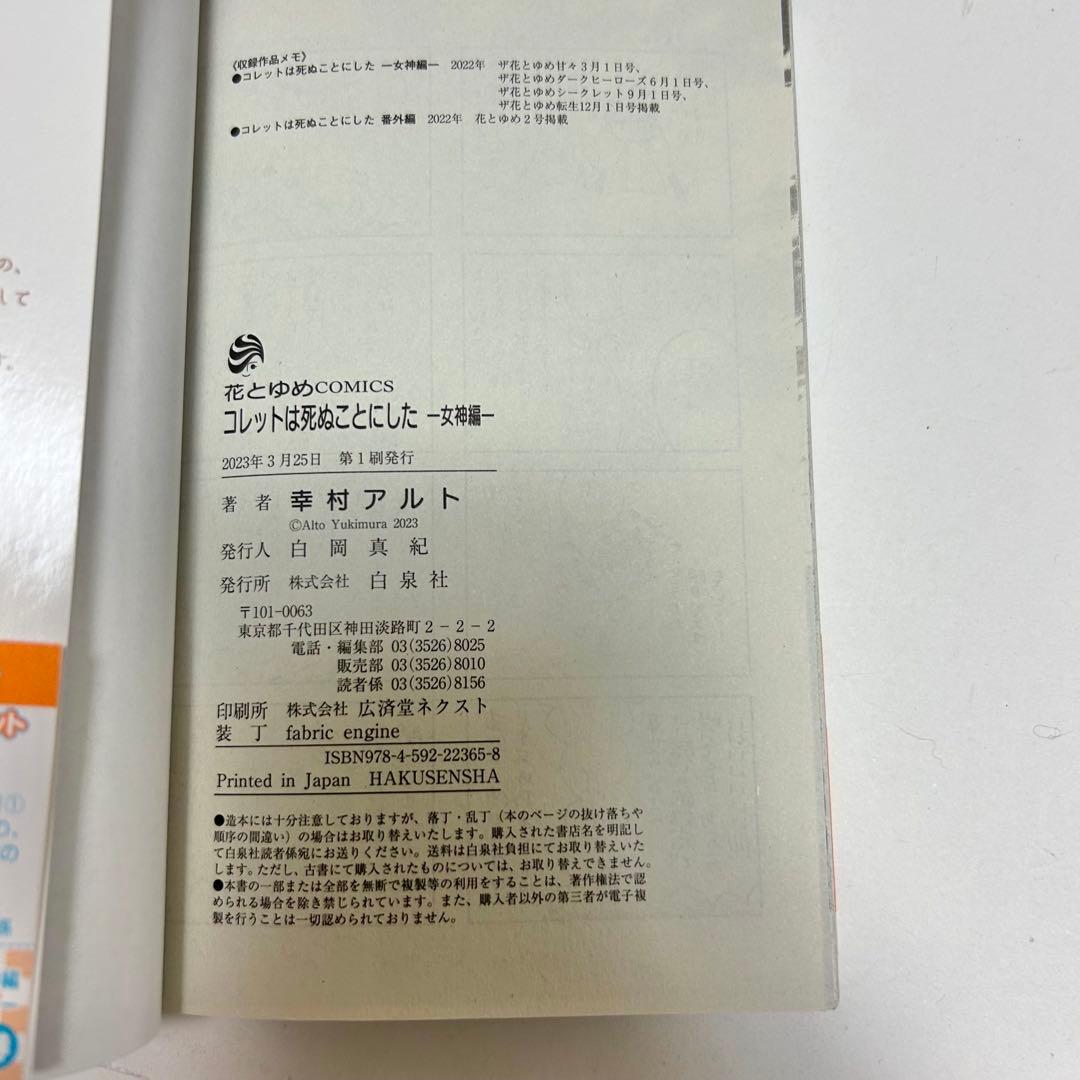 《収録作品メモ》
●コレットは死ぬことにした ―女神編― 2022年 ザ花とゆめ甘々3月1日号、
ザ花とゆめダークヒーローズ6月1日号、
ザ花とゆめシークレット9月1日号、
ザ花とゆめ転生12月1日号掲載
●コレットは死ぬことにした 番外編 2022年 花とゆめ2号掲載
花とゆめCOMICS
コレットは死ぬことにした ―女神編―
2023年3月25日 第1刷発行
著者 幸村アルト
©Alto Yukimura 2023
発行人 白岡真紀
発行所 株式会社 白泉社
〒101-0063
東京都千代田区神田淡路町2-2-2
電話・編集部 03(3526)8025
販売部 03(3526)8010
読者係 03(3526)8156
印刷所 株式会社 広済堂ネクスト
装丁 fabric engine
ISBN978-4-592-22365-8
Printed in Japan HAKUSENSHA
●造本には十分注意しておりますが、落丁・乱丁（本のページの抜け落ちや
順序の間違い）の場合はお取り替えいたします。購入された書店名を明記し
て白泉社読者係宛にお送りください。送料は白泉社負担にてお取り替えいた
します。ただし、古書にて購入されたものについては、お取り替えできません。
●本書の一部または全部を無断で複製等の利用をすることは、著作権法で認
められる場合を除き禁じられています。また、購入者以外の第三者が電子複
製を行うことは一切認められておりません。
の、
して
す。
ット
①
の、
の
編